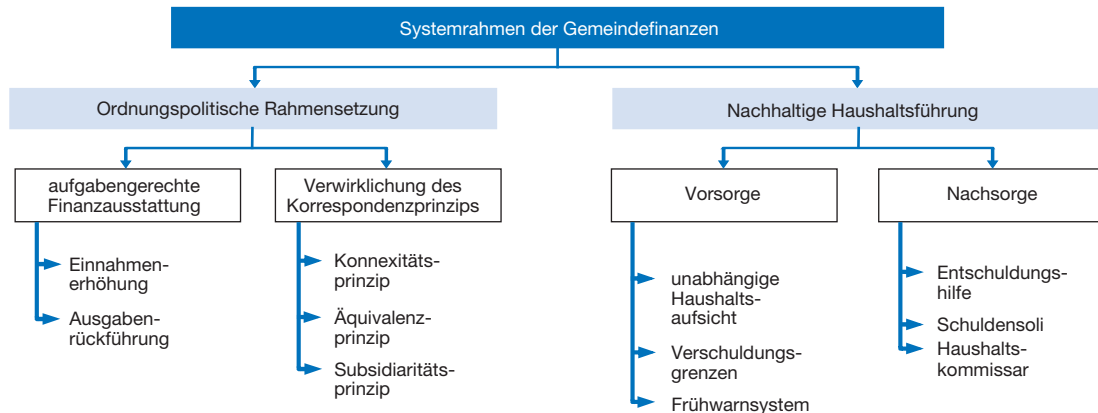 Systemrahmen der Gemeindefinanzen
Ordnungspolitische Rahmensetzung
Nachhaltige Haushaltsführung
aufgabengerechte
Finanzausstattung
Verwirklichung des
Korrespondenzprinzips
Vorsorge
Nachsorge
Einnahmen-
erhöhung
Ausgaben-
rückführung
Konnexitäts-
prinzip
Äquivalenz-
prinzip
Subsidiaritäts-
prinzip
unabhängige
Haushalts-
aufsicht
Verschuldungs-
grenzen
Frühwarnsystem
Entschuldungs-
hilfe
Schuldensoli
Haushalts-
kommissar